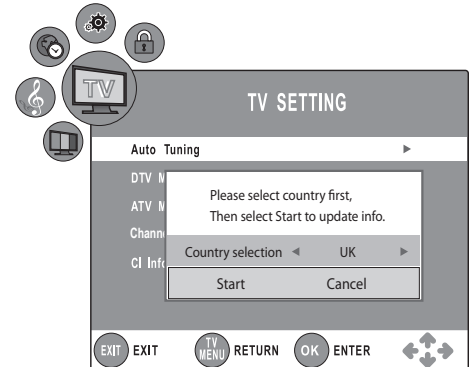 TV
TV SETTING
Auto Tuning
DTV M
ATV M
Channe
CI Info
Please select country first,
Then select Start to update info.
Country selection UK
Start Cancel
EXIT EXIT TV MENU RETURN OK ENTER